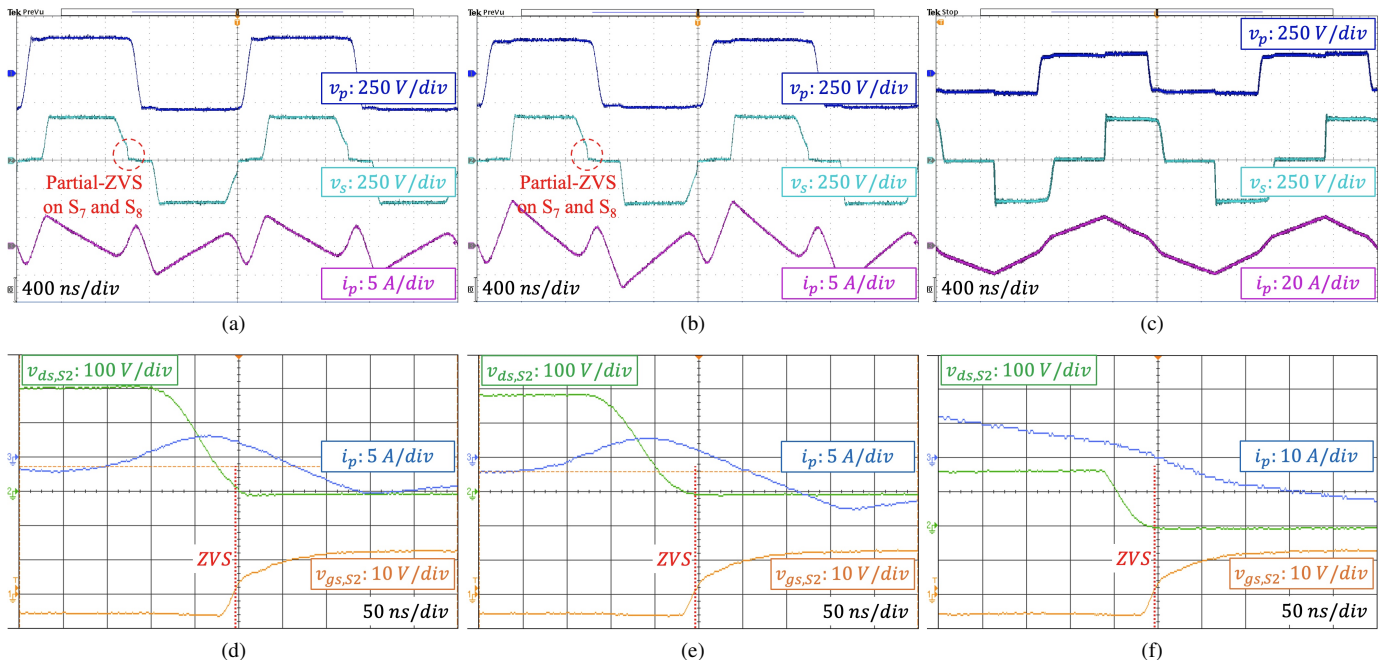 Tek PreVu
Tek PreVu
Tek Stop
v_p: 250 V/div
v_s: 250 V/div
Partial-ZVS
on S_7 and S_8
i_p: 5 A/div
400 ns/div
(a)
v_p: 250 V/div
v_s: 250 V/div
Partial-ZVS
on S_7 and S_8
i_p: 5 A/div
400 ns/div
(b)
v_p: 250 V/div
v_s: 250 V/div
i_p: 20 A/div
400 ns/div
(c)
v_ds,S2: 100 V/div
i_p: 5 A/div
ZVS
v_gs,S2: 10 V/div
50 ns/div
(d)
v_ds,S2: 100 V/div
i_p: 5 A/div
ZVS
v_gs,S2: 10 V/div
50 ns/div
(e)
v_ds,S2: 100 V/div
i_p: 10 A/div
ZVS
v_gs,S2: 10 V/div
50 ns/div
(f)